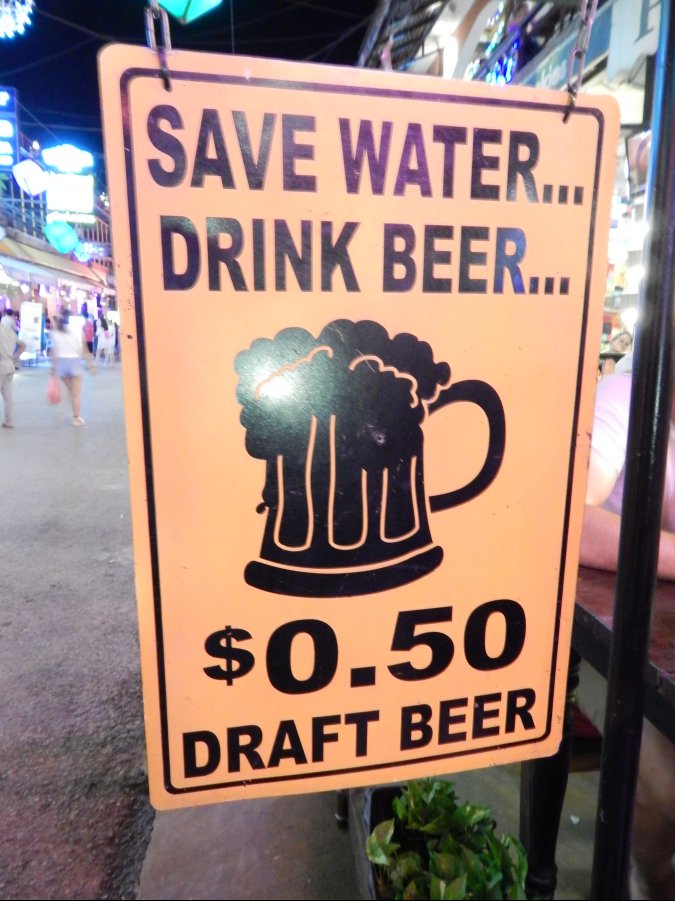 SAVE WATER...
DRINK BEER...
$0.50
DRAFT BEER